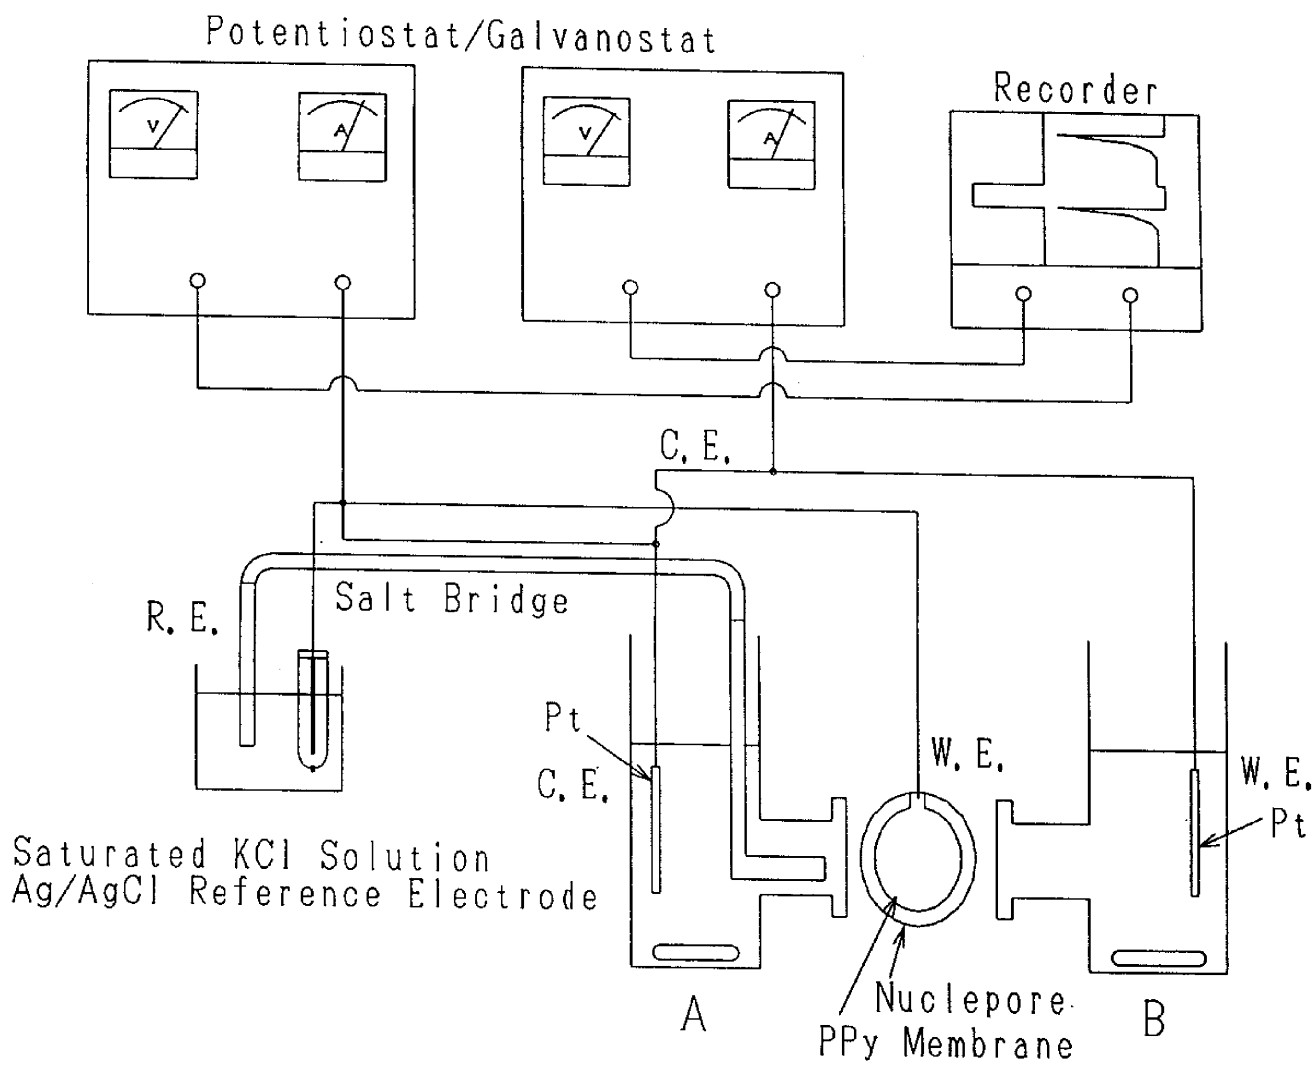 Potentiostat/Galvanostat
Recorder
V
A
V
A
C. E.
Salt Bridge
R. E.
Pt
C. E.
W. E.
W. E.
Pt
Saturated KCl Solution
Ag/AgCl Reference Electrode
Nuclepore
PPy Membrane
A
B